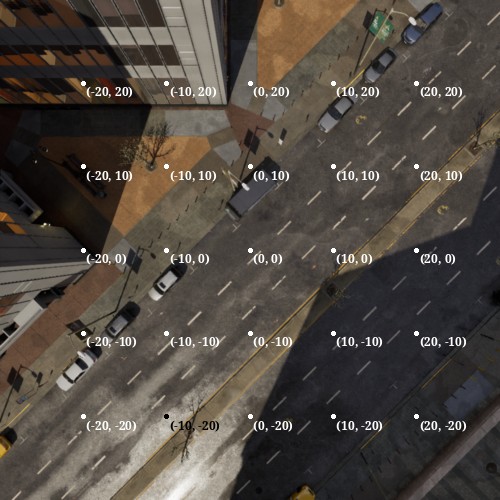 (-20, 20) (-10, 20) (0, 20) (10, 20) (20, 20)
(-20, 10) (-10, 10) (0, 10) (10, 10) (20, 10)
(-20, 0) (-10, 0) (0, 0) (10, 0) (20, 0)
(-20, -10) (-10, -10) (0, -10) (10, -10) (20, -10)
(-20, -20) (-10, -20) (0, -20) (10, -20) (20, -20)